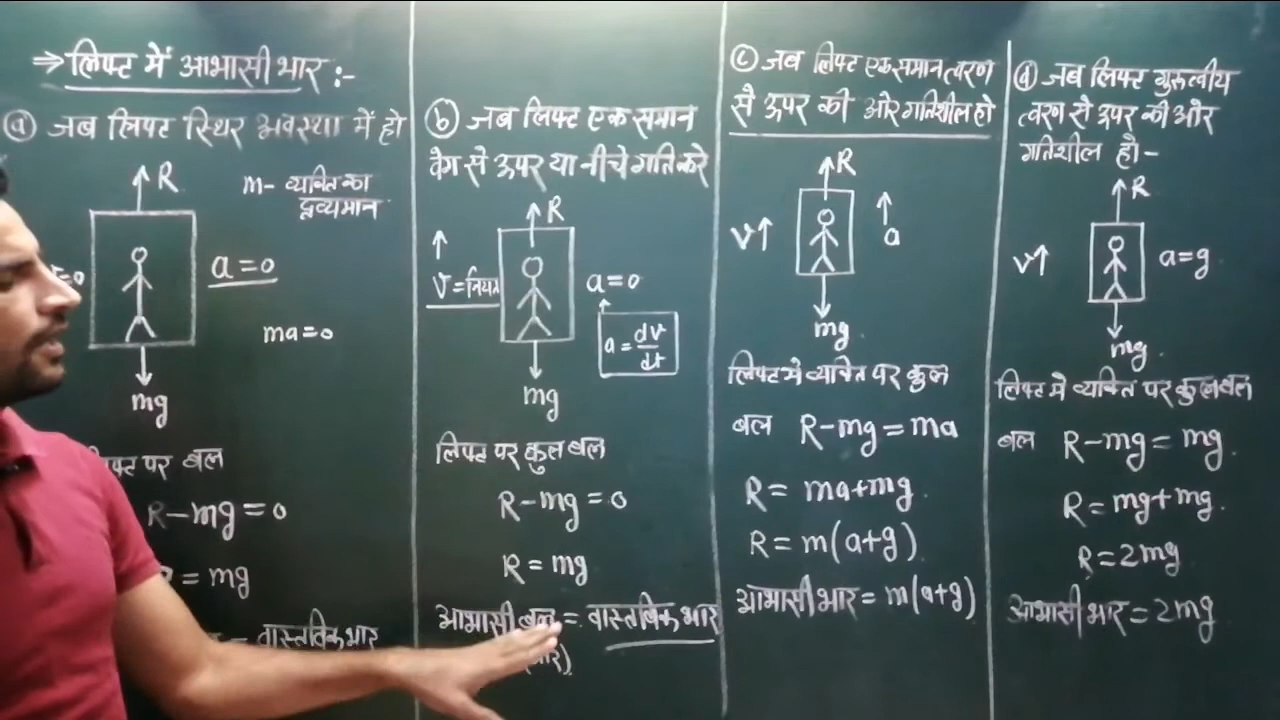 ⇒ लिफ्ट में आभासी भार :-
(a) जब लिफ्ट स्थिर अवस्था में हो
R
m- व्यक्ति का
द्रव्यमान
a=0
ma=0
mg
लिफ्ट पर बल
R-mg=0
R=mg
= वास्तविक भार
(b) जब लिफ्ट एक समान
वेग से ऊपर या नीचे गति करे
R
v=नियत
a=0
a=dv/dt
mg
लिफ्ट पर कुल बल
R-mg=0
R=mg
आभासी बल = वास्तविक भार
(c) जब लिफ्ट एक समान त्वरण
से ऊपर की ओर गतिशील हो
R
v↑
a
mg
लिफ्ट में व्यक्ति पर कुल
बल R-mg=ma
R=ma+mg.
R=m(a+g).
आभासी भार=m(a+g)
(d) जब लिफ्ट गुरुत्वीय
त्वरण से ऊपर की ओर
गतिशील हो-
R
v↑
a=g
mg.
लिफ्ट में व्यक्ति पर कुल बल
बल R-mg=mg.
R=mg+mg.
R=2mg
आभासी भार=2mg